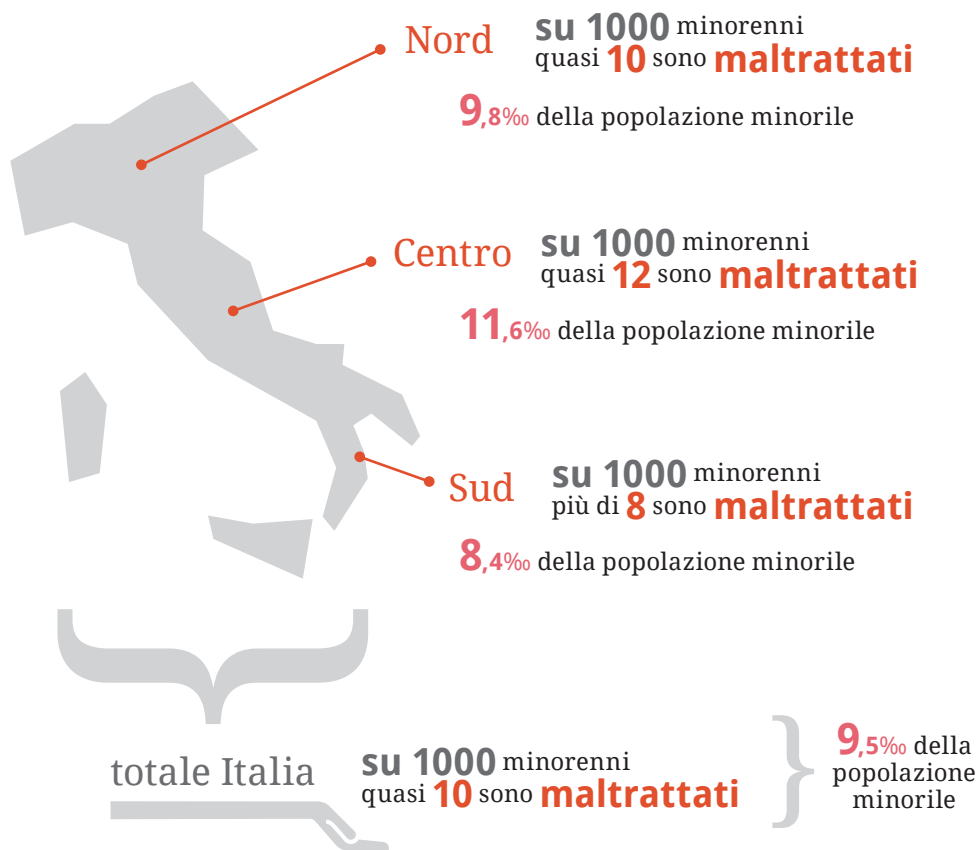 Nord
su 1000 minorenni
quasi 10 sono maltrattati
9,8‰ della popolazione minorile
Centro
su 1000 minorenni
quasi 12 sono maltrattati
11,6‰ della popolazione minorile
Sud
su 1000 minorenni
più di 8 sono maltrattati
8,4‰ della popolazione minorile
totale Italia
su 1000 minorenni
quasi 10 sono maltrattati
9,5‰ della
popolazione
minorile